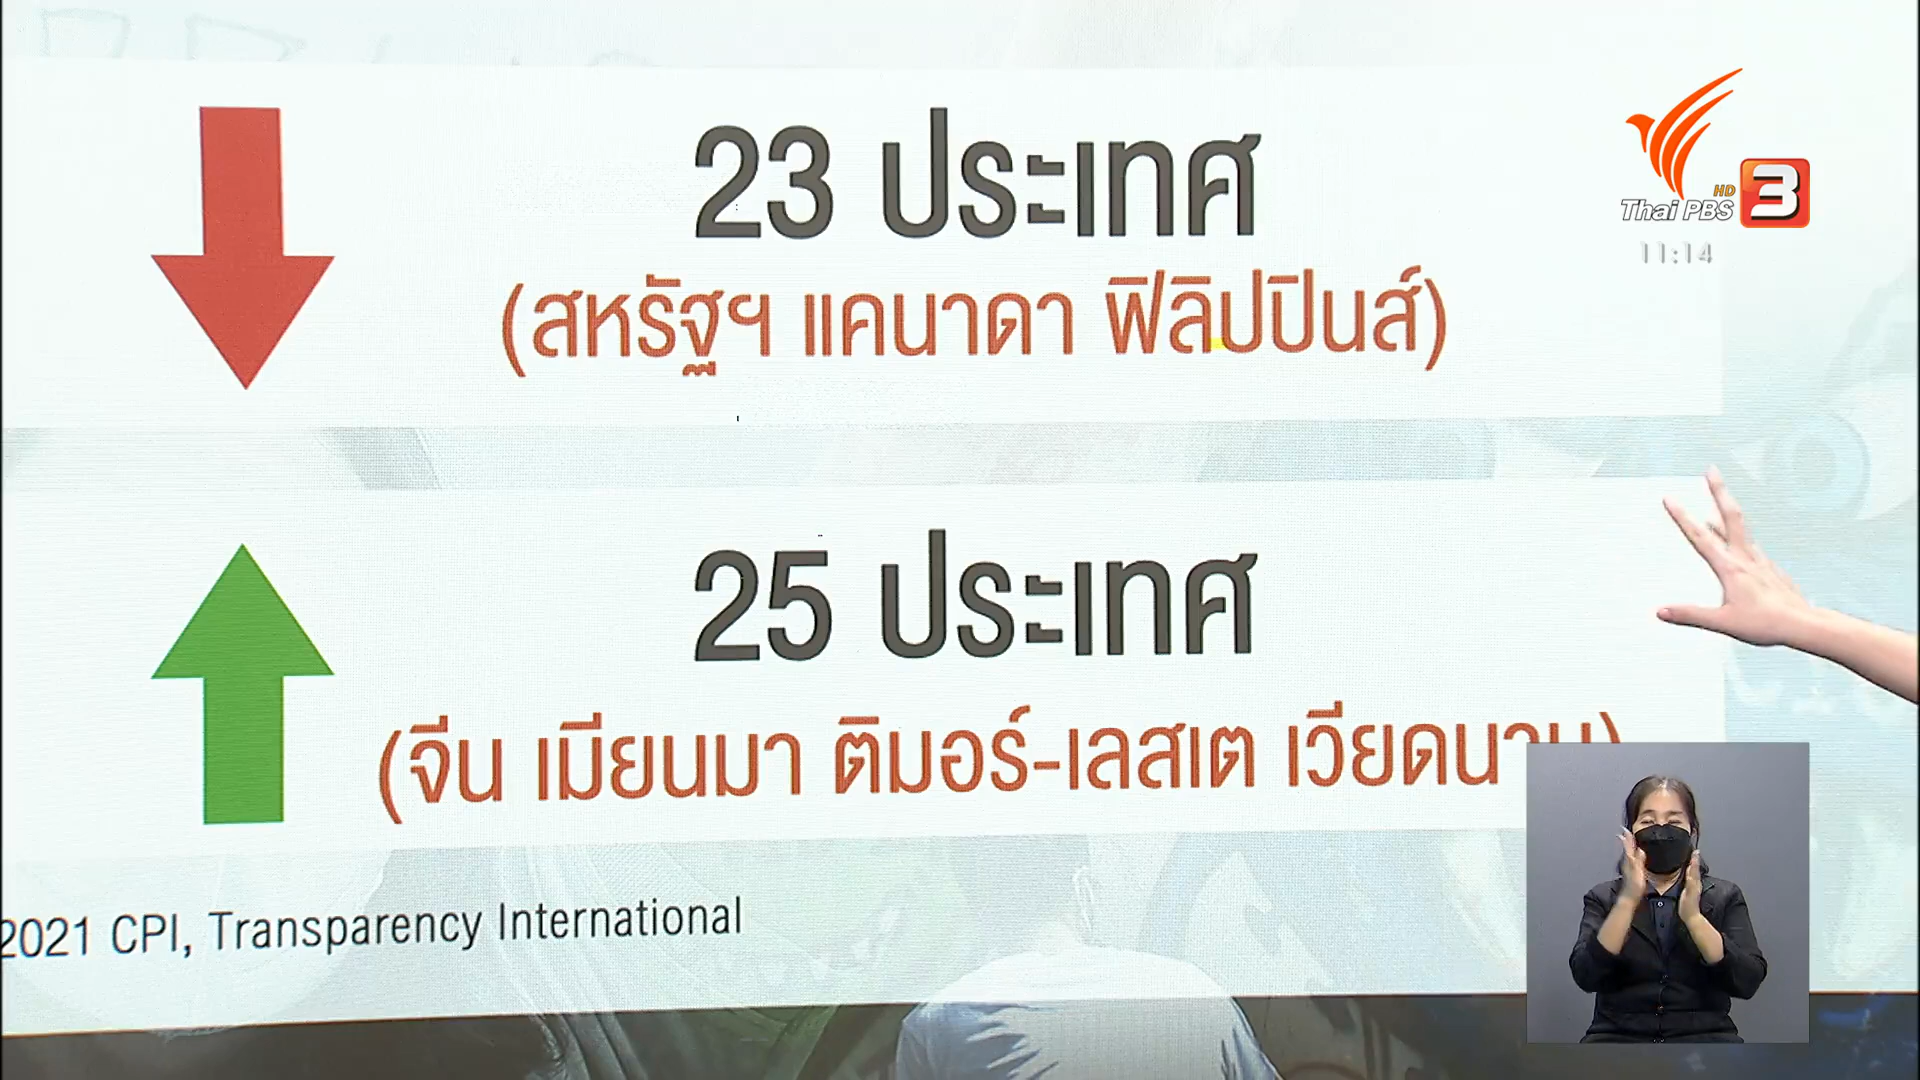 23 ประเทศ
(สหรัฐฯ แคนาดา ฟิลิปปินส์)
HD
Thai PBS 3
11:14
25 ประเทศ
(จีน เมียนมา ติมอร์-เลสเต เวียดนาม)
2021 CPI, Transparency International